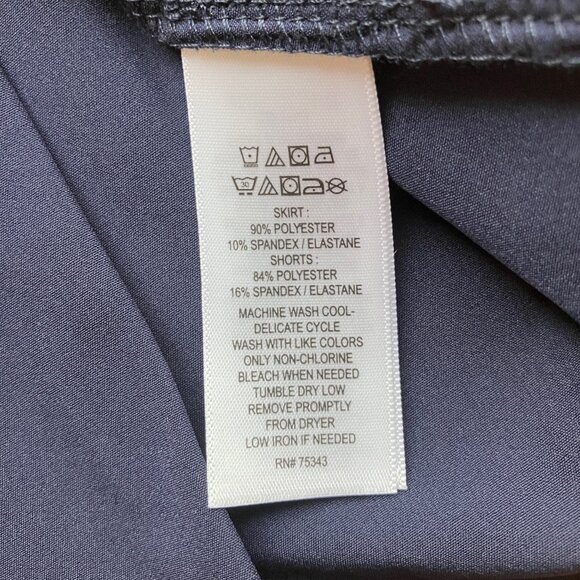 30
SKIRT :
90% POLYESTER
10% SPANDEX / ELASTANE
SHORTS :
84% POLYESTER
16% SPANDEX / ELASTANE
MACHINE WASH COOL-
DELICATE CYCLE
WASH WITH LIKE COLORS
ONLY NON-CHLORINE
BLEACH WHEN NEEDED
TUMBLE DRY LOW
REMOVE PROMPTLY
FROM DRYER
LOW IRON IF NEEDED
RN# 75343